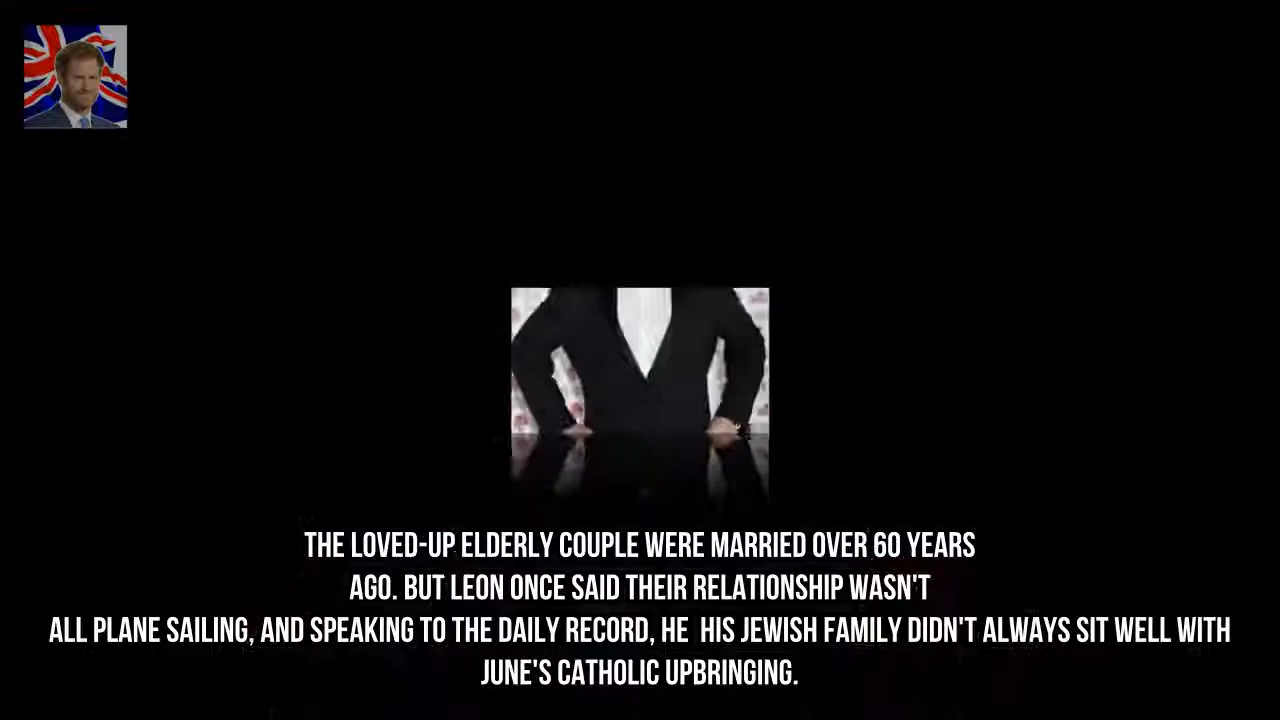 THE LOVED-UP ELDERLY COUPLE WERE MARRIED OVER 60 YEARS
AGO. BUT LEON ONCE SAID THEIR RELATIONSHIP WASN'T
ALL PLANE SAILING, AND SPEAKING TO THE DAILY RECORD, HE  HIS JEWISH FAMILY DIDN'T ALWAYS SIT WELL WITH
JUNE'S CATHOLIC UPBRINGING.